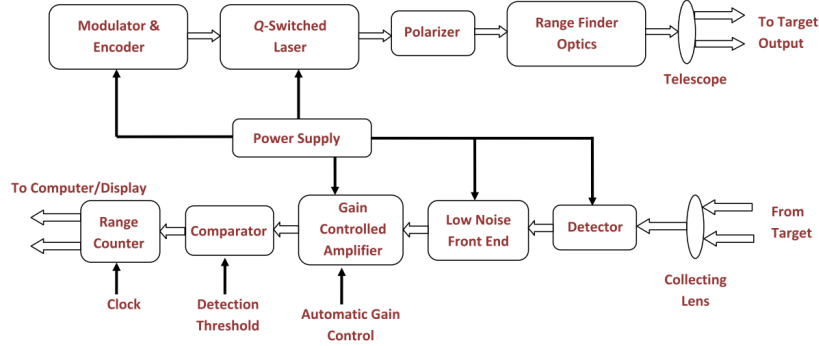 Modulator &
Encoder
Q-Switched
Laser
Polarizer
Range Finder
Optics
To Target
Output
Telescope
Power Supply
To Computer/Display
Range
Counter
Comparator
Gain
Controlled
Amplifier
Low Noise
Front End
Detector
From
Target
Collecting
Lens
Clock
Detection
Threshold
Automatic Gain
Control